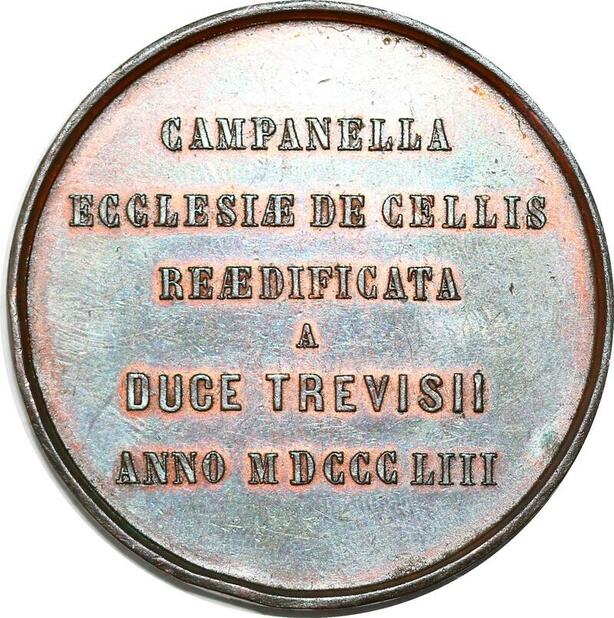 CAMPANELLA
ECCLESIÆ DE CELLIS
REÆDIFICATA
A
DUCE TREVISII
ANNO MDCCCLIII